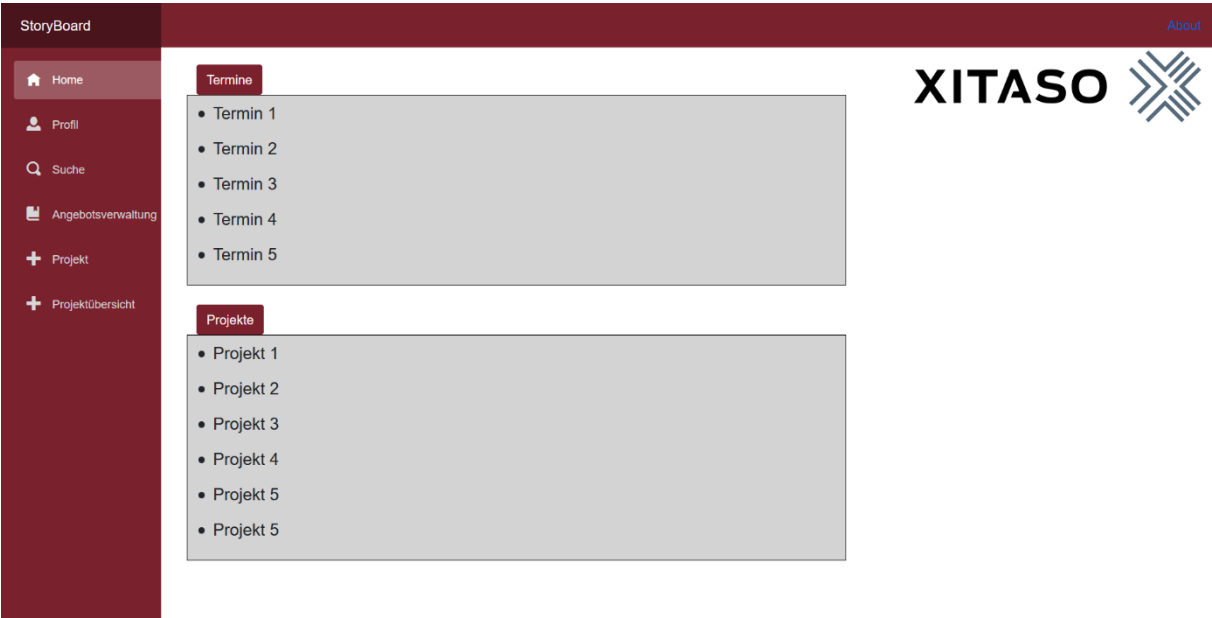 StoryBoard
About
Home
Profil
Suche
Angebotsverwaltung
Projekt
Projektübersicht
XITASO
Termine
Termin 1
Termin 2
Termin 3
Termin 4
Termin 5
Projekte
Projekt 1
Projekt 2
Projekt 3
Projekt 4
Projekt 5
Projekt 5